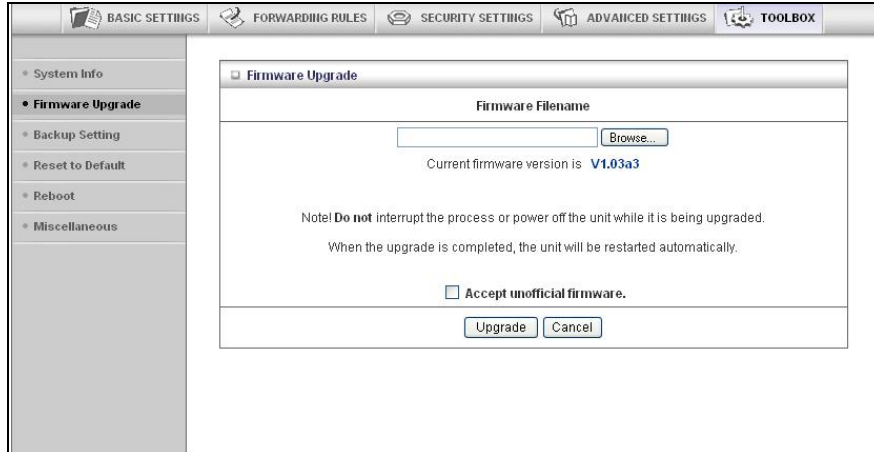 BASIC SETTINGS FORWARDING RULES SECURITY SETTINGS ADVANCED SETTINGS TOOLBOX
System Info
Firmware Upgrade
Backup Setting
Reset to Default
Reboot
Miscellaneous
Firmware Upgrade
Firmware Filename
Browse...
Current firmware version is V1.03a3
Note! Do not interrupt the process or power off the unit while it is being upgraded.
When the upgrade is completed, the unit will be restarted automatically.
Accept unofficial firmware.
Upgrade Cancel